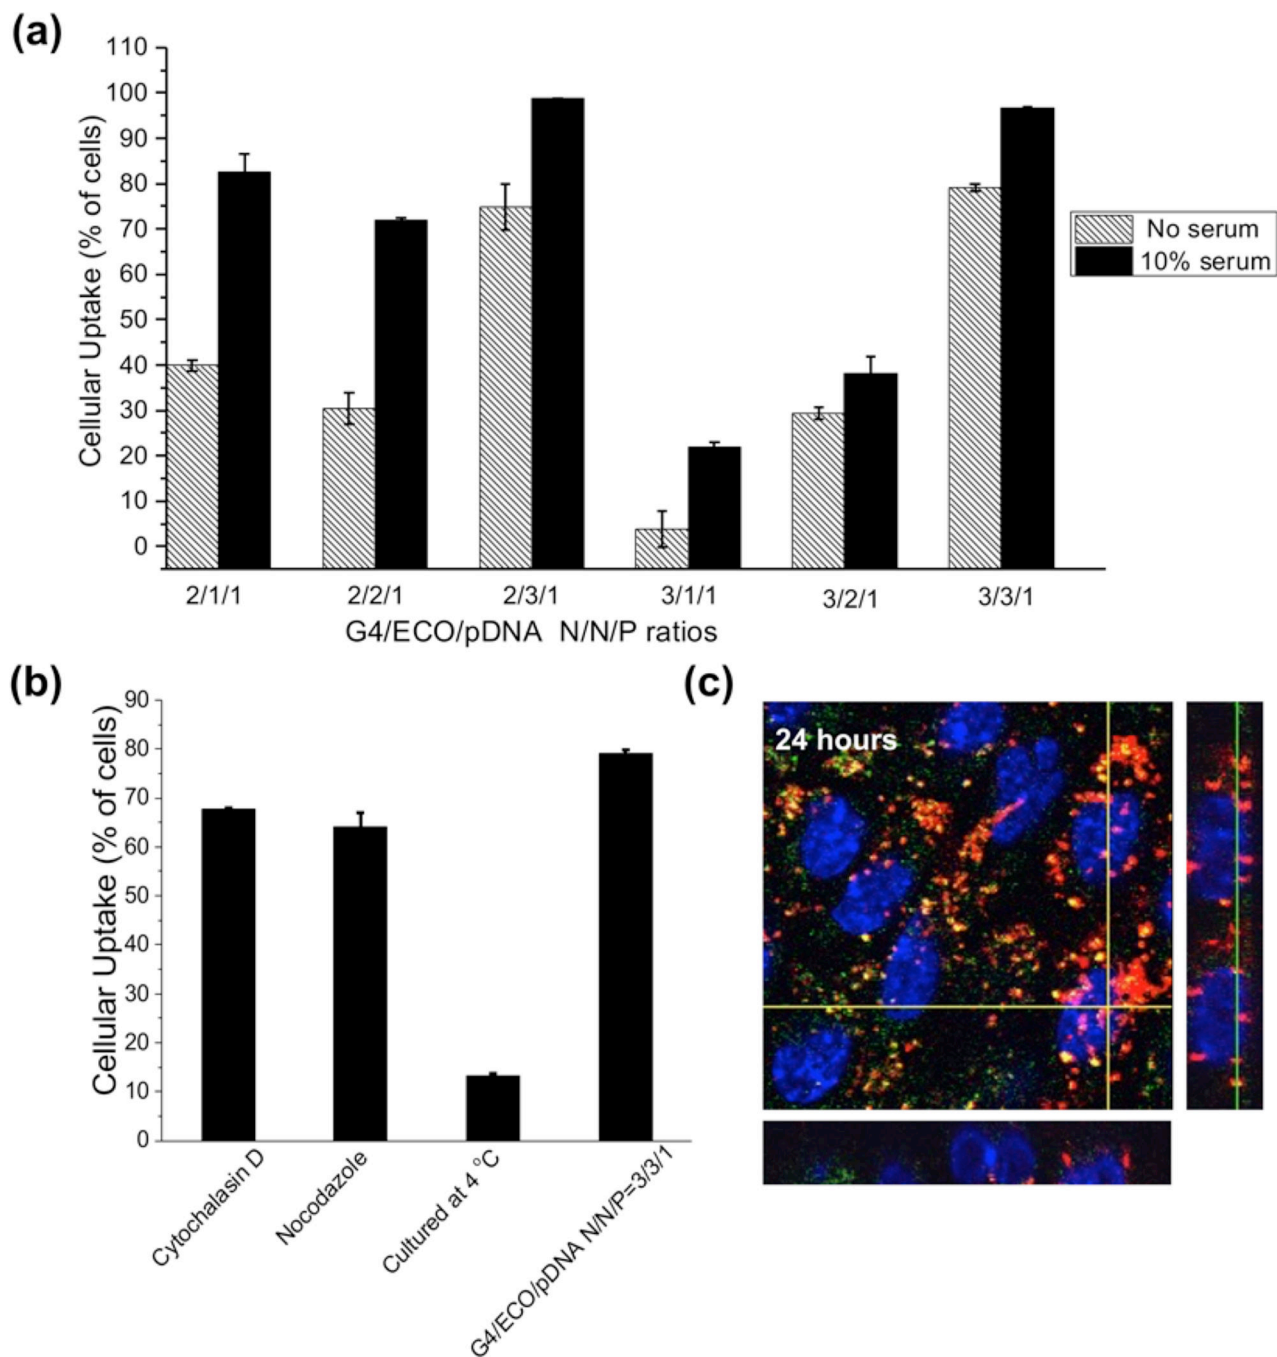 (a)
110
100
90
80
70
60
50
40
30
20
10
0
Cellular Uptake (% of cells)
No serum
10% serum
2/1/1 2/2/1 2/3/1 3/1/1 3/2/1 3/3/1
G4/ECO/pDNA N/N/P ratios
(b)
90
80
70
60
50
40
30
20
10
0
Cellular Uptake (% of cells)
Cytochalasin D
Nocodazole
Cultured at 4 °C
G4/ECO/pDNA N/N/P=3/3/1
(c)
24 hours